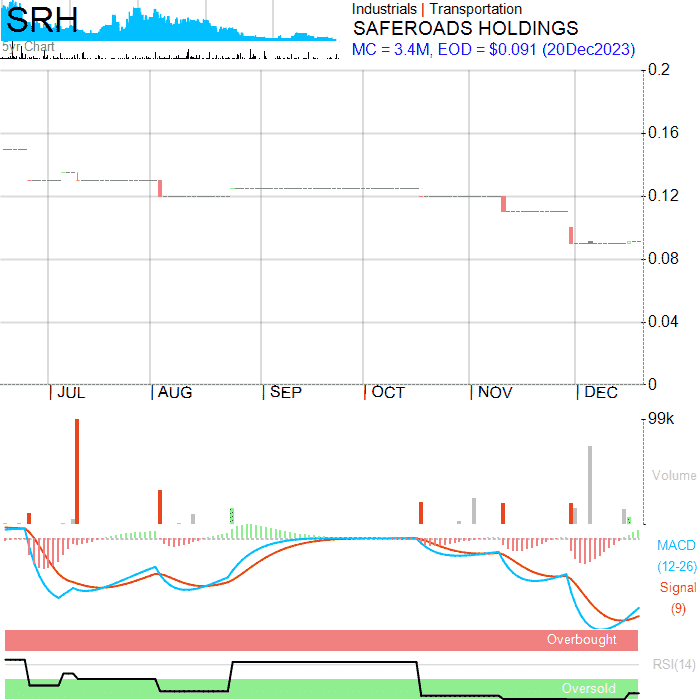 SRH
5yr Chart
Industrials | Transportation
SAFEROADS HOLDINGS
MC = 3.4M, EOD = $0.091 (20Dec2023)
0.2
0.16
0.12
0.08
0.04
0
JUL AUG SEP OCT NOV DEC
99k
Volume
MACD
(12-26)
Signal
(9)
Overbought
RSI(14)
Oversold